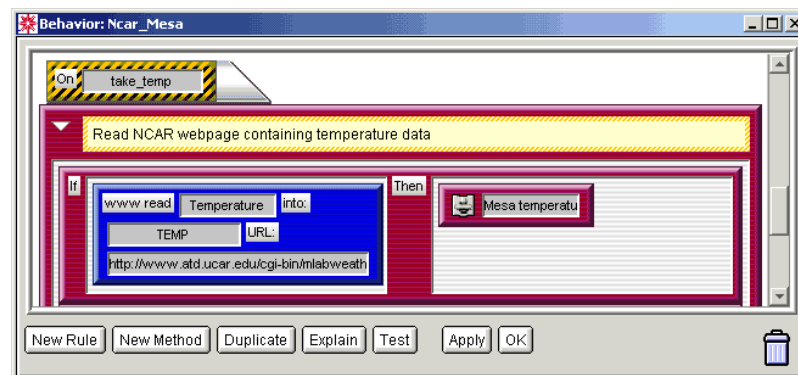 Behavior: Ncar_Mesa
On take_temp
Read NCAR webpage containing temperature data
If
www read Temperature into:
TEMP URL:
http://www.atd.ucar.edu/cgi-bin/mlabweath
Then
Mesa temperatu
New Rule New Method Duplicate Explain Test Apply OK